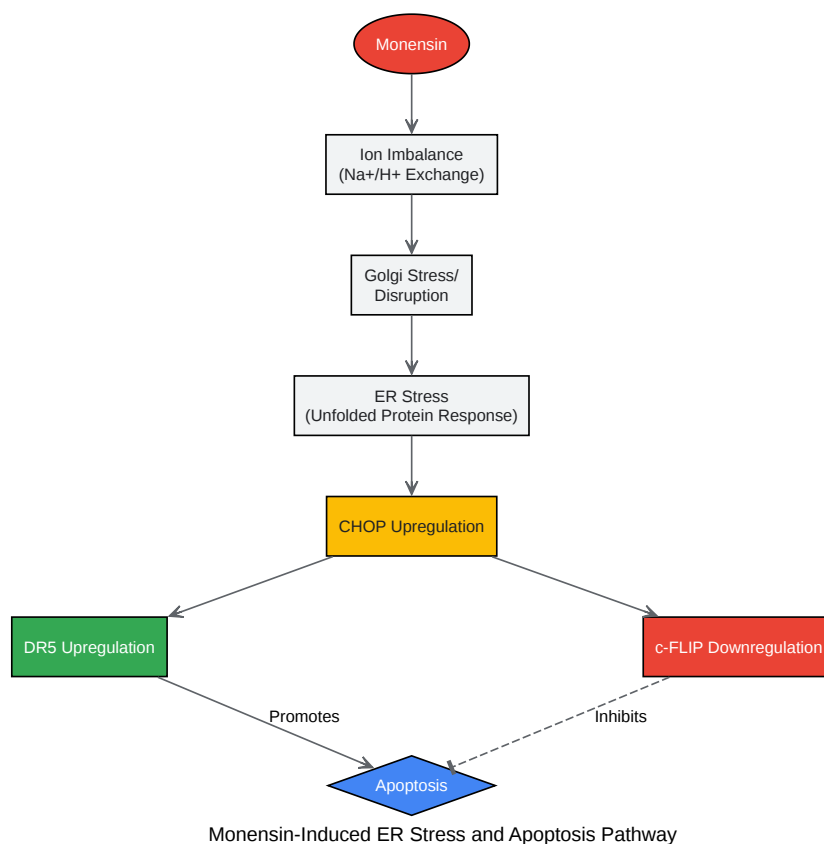 Monensin
Ion Imbalance
(Na+/H+ Exchange)
Golgi Stress/
Disruption
ER Stress
(Unfolded Protein Response)
CHOP Upregulation
DR5 Upregulation
c-FLIP Downregulation
Promotes
Inhibits
Apoptosis
Monensin-Induced ER Stress and Apoptosis Pathway